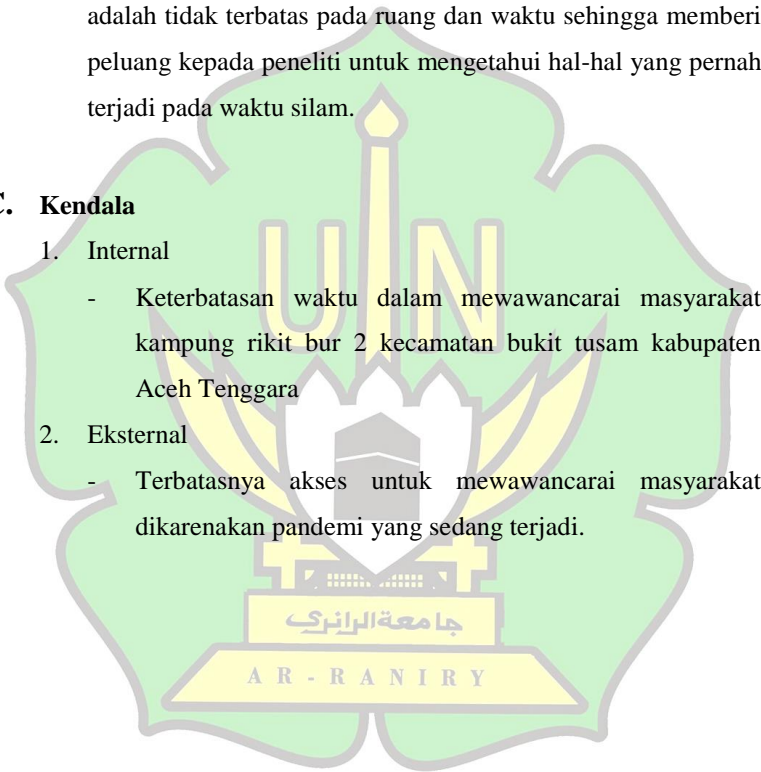 adalah tidak terbatas pada ruang dan waktu sehingga memberi
peluang kepada peneliti untuk mengetahui hal-hal yang pernah
terjadi pada waktu silam.
C. Kendala
1. Internal
- Keterbatasan waktu dalam mewawancarai masyarakat
kampung rikit bur 2 kecamatan bukit tusam kabupaten
Aceh Tenggara
2. Eksternal
- Terbatasnya akses untuk mewawancarai masyarakat
dikarenakan pandemi yang sedang terjadi.
UIN
جامعة الرانري
AR-RANIRY